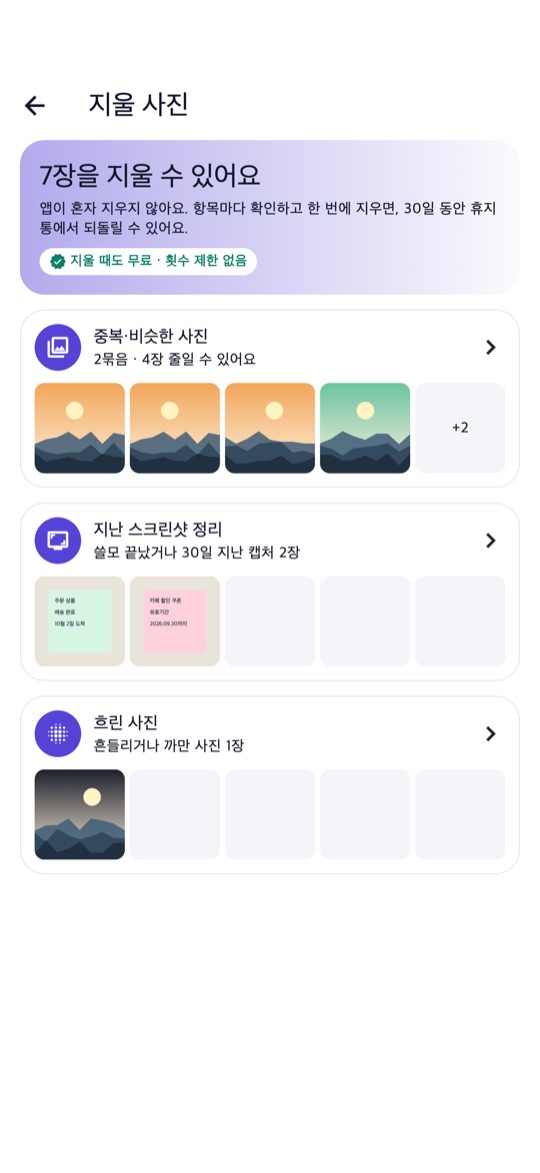 지울 사진
7장을 지울 수 있어요
앱이 혼자 지우지 않아요. 항목마다 확인하고 한 번에 지우면, 30일 동안 휴지
통에서 되돌릴 수 있어요.
지울 때도 무료 · 횟수 제한 없음
중복·비슷한 사진
2묶음 · 4장 줄일 수 있어요
+2
지난 스크린샷 정리
쓸모 끝났거나 30일 지난 캡처 2장
주문 상품
배송 완료
10월 2일 도착
카페 할인 쿠폰
유효기간
2026.09.30까지
흐린 사진
흔들리거나 까만 사진 1장